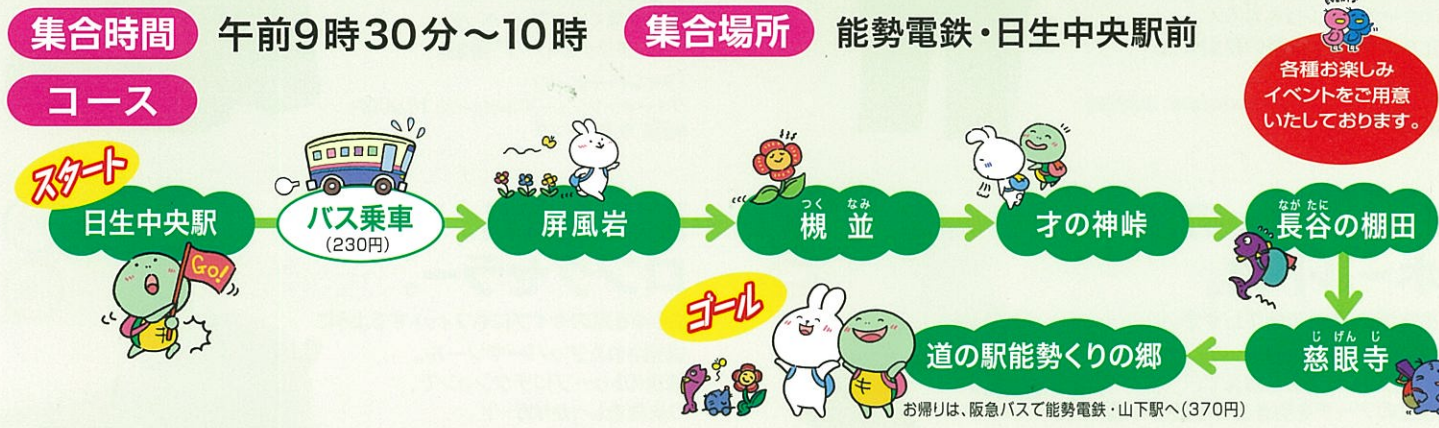 集合時間 午前9時30分～10時 集合場所 能勢電鉄・日生中央駅前
各種お楽しみ
イベントをご用意
いたしております。
コース
スタート
日生中央駅
Go!
バス乗車
(230円)
屏風岩
つく なみ
槻並
才の神峠
なが たに
長谷の棚田
じ げん じ
慈眼寺
ゴール
道の駅能勢くりの郷
お帰りは、阪急バスで能勢電鉄・山下駅へ(370円)